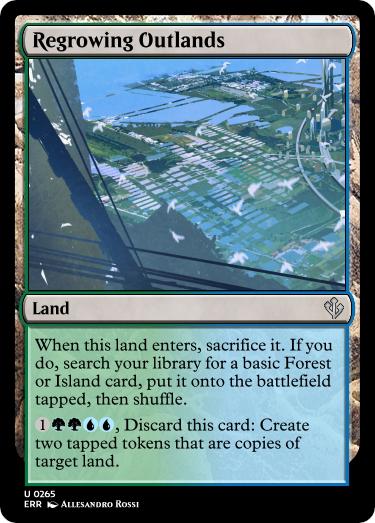 Regrowing Outlands
Land
When this land enters, sacrifice it. If you
do, search your library for a basic Forest
or Island card, put it onto the battlefield
tapped, then shuffle.
1, Discard this card: Create
two tapped tokens that are copies of
target land.
U 0265
ERR • Allesandro Rossi